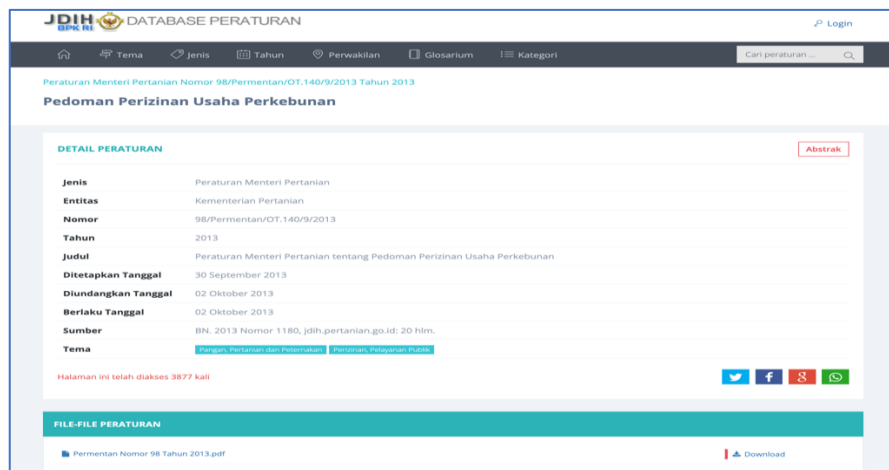 JDIH BPK RI DATABASE PERATURAN
Login
Tema Jenis Tahun Perwakilan Glosarium Kategori Cari peraturan ...
Peraturan Menteri Pertanian Nomor 98/Permentan/OT.140/9/2013 Tahun 2013
Pedoman Perizinan Usaha Perkebunan
DETAIL PERATURAN Abstrak
Jenis Peraturan Menteri Pertanian
Entitas Kementerian Pertanian
Nomor 98/Permentan/OT.140/9/2013
Tahun 2013
Judul Peraturan Menteri Pertanian tentang Pedoman Perizinan Usaha Perkebunan
Ditetapkan Tanggal 30 September 2013
Diundangkan Tanggal 02 Oktober 2013
Berlaku Tanggal 02 Oktober 2013
Sumber BN. 2013 Nomor 1180, jdih.pertanian.go.id: 20 hlm.
Tema Pangan, Pertanian dan Peternakan Perizinan, Pelayanan Publik
Halaman ini telah diakses 3877 kali
FILE-FILE PERATURAN
Permentan Nomor 98 Tahun 2013.pdf Download